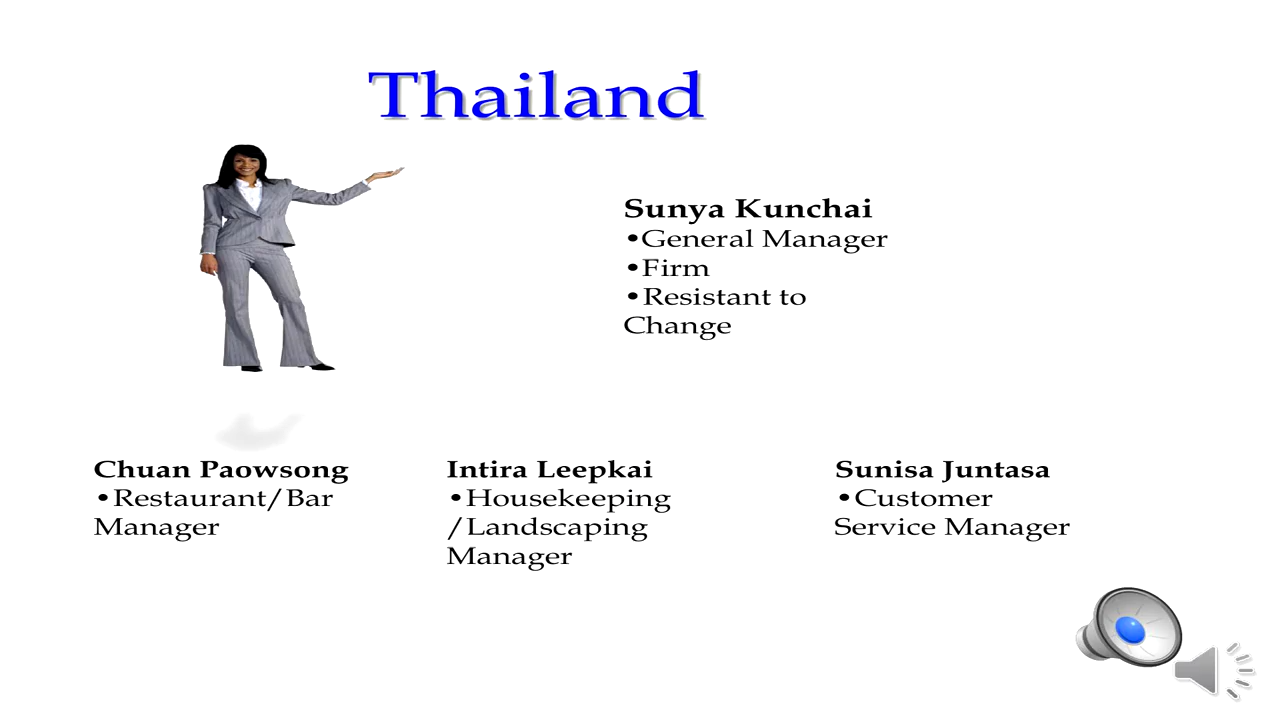 Thailand
Sunya Kunchai
•General Manager
•Firm
•Resistant to
Change
Chuan Paowsong
•Restaurant/Bar
Manager
Intira Leepkai
•Housekeeping
/Landscaping
Manager
Sunisa Juntasa
•Customer
Service Manager